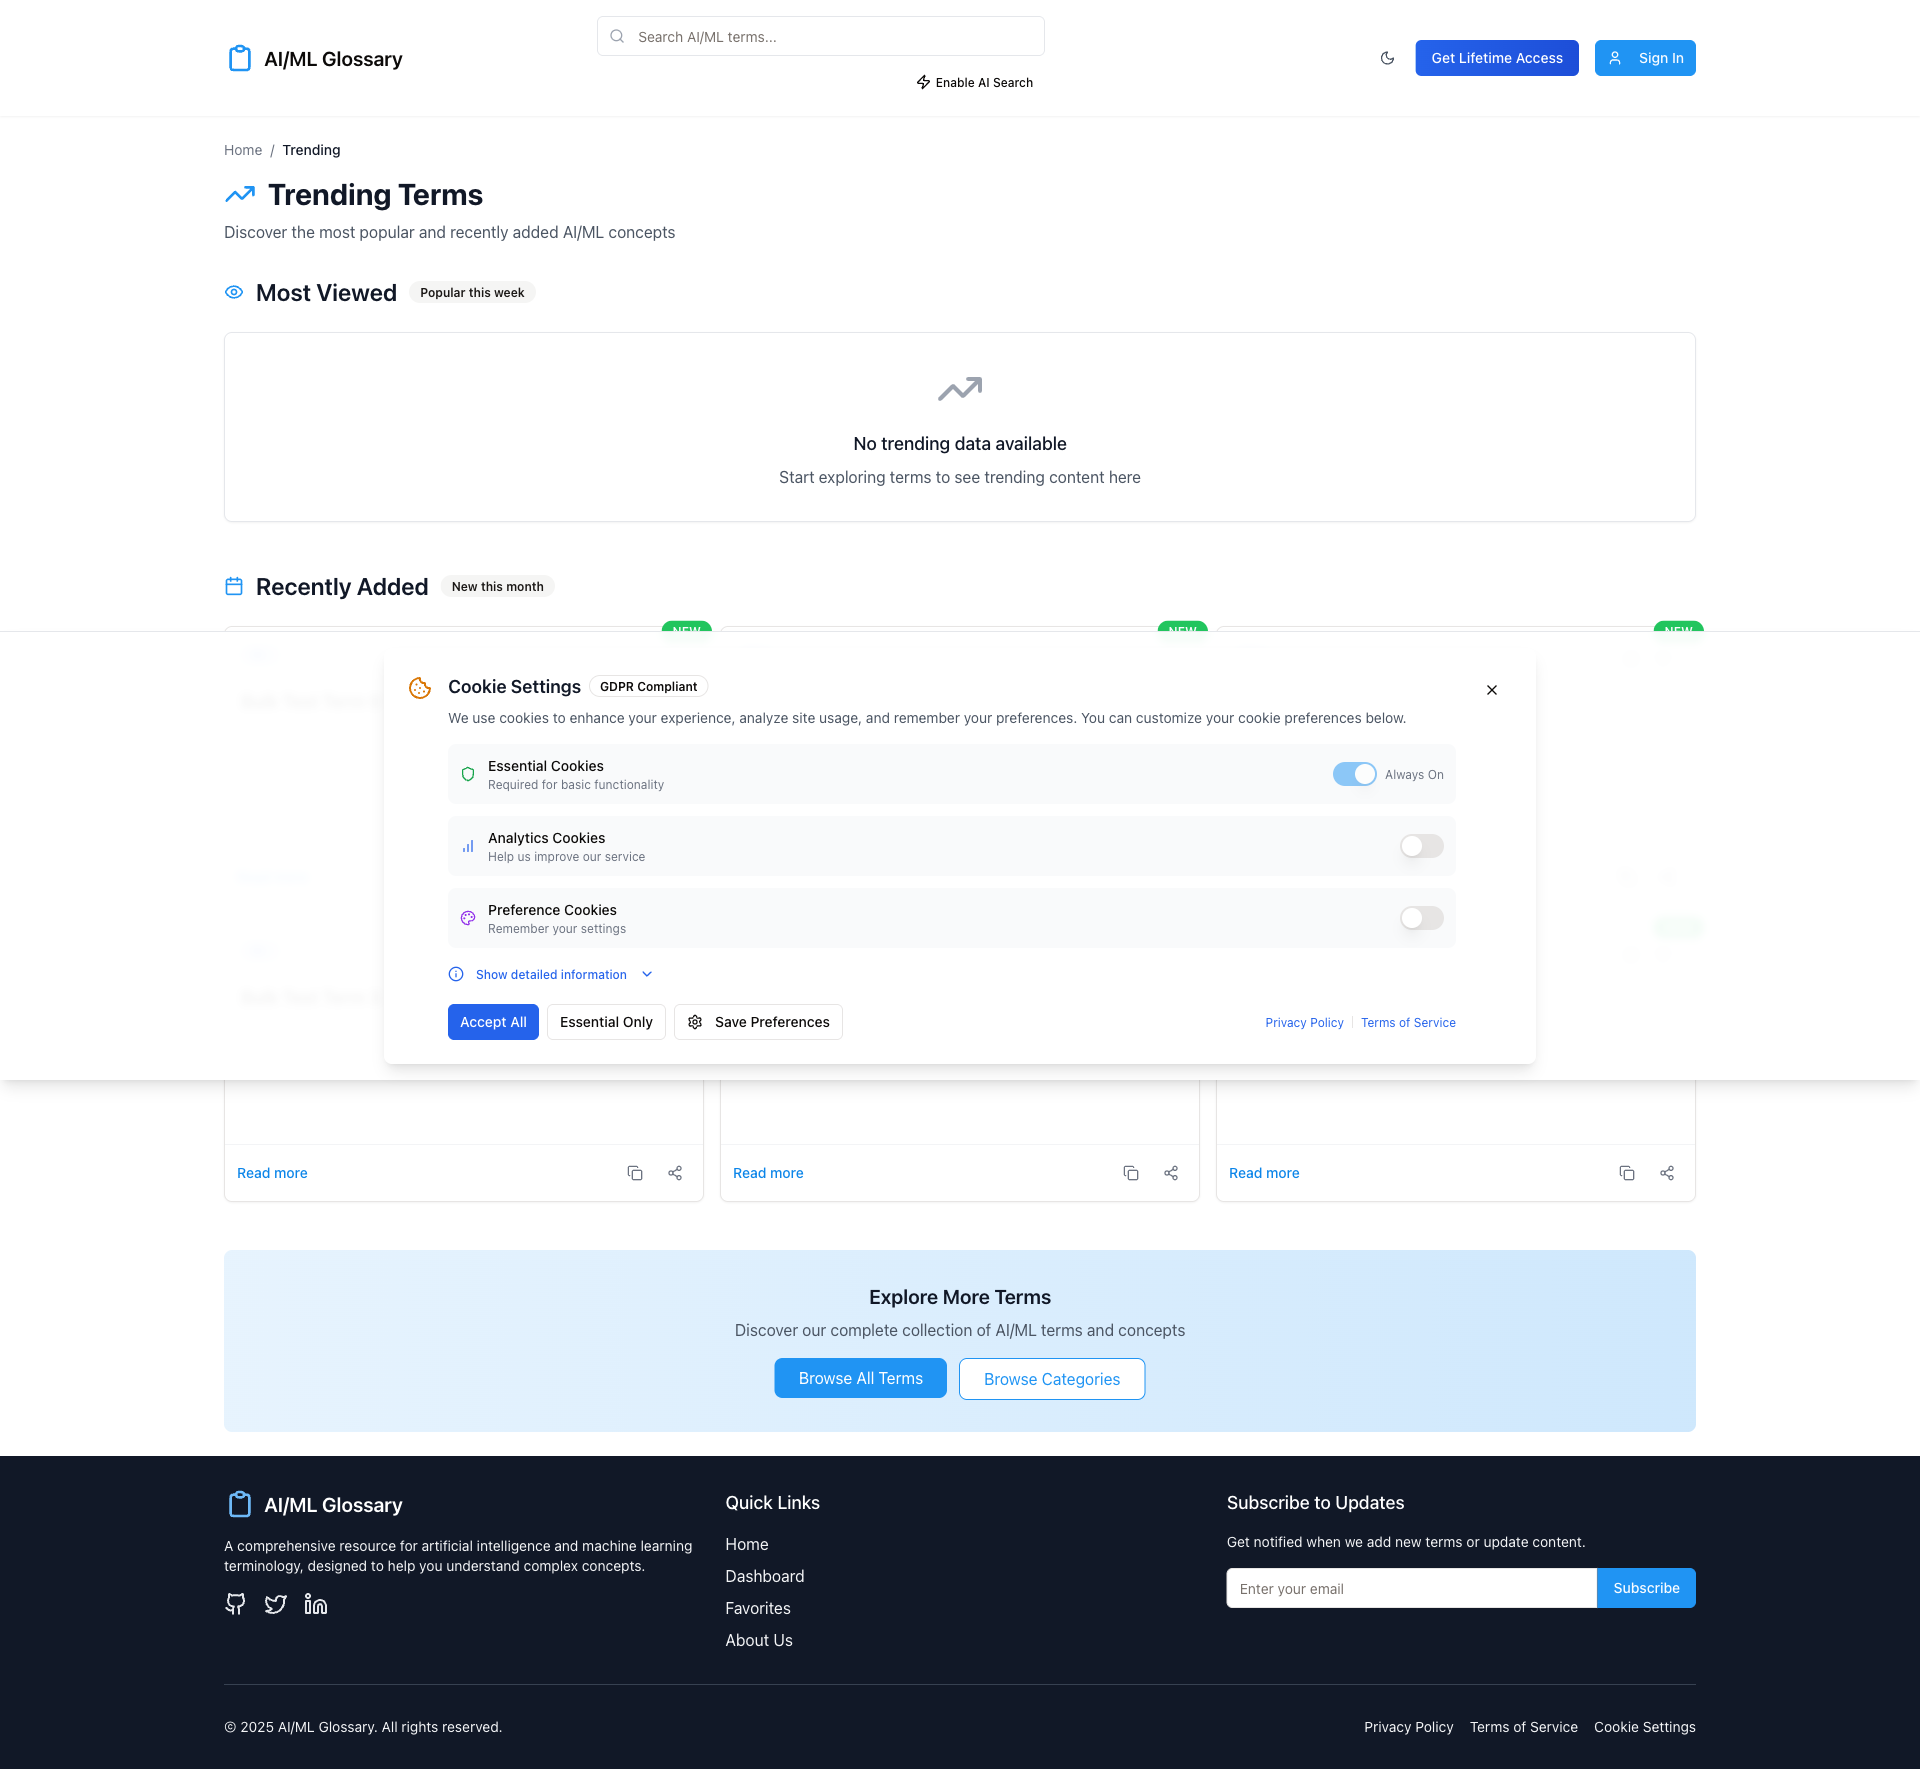 AI/ML Glossary
Search AI/ML terms...
Enable AI Search
Get Lifetime Access
Sign In
Home / Trending
Trending Terms
Discover the most popular and recently added AI/ML concepts
Most Viewed
Popular this week
No trending data available
Start exploring terms to see trending content here
Recently Added
New this month
NEW NEW NEW
Cookie Settings
GDPR Compliant
We use cookies to enhance your experience, analyze site usage, and remember your preferences. You can customize your cookie preferences below.
Essential Cookies
Required for basic functionality
Always On
Analytics Cookies
Help us improve our service
Preference Cookies
Remember your settings
Show detailed information
Accept All
Essential Only
Save Preferences
Privacy Policy
Terms of Service
Read more
Read more
Read more
Explore More Terms
Discover our complete collection of AI/ML terms and concepts
Browse All Terms
Browse Categories
AI/ML Glossary
A comprehensive resource for artificial intelligence and machine learning
terminology, designed to help you understand complex concepts.
Quick Links
Home
Dashboard
Favorites
About Us
Subscribe to Updates
Get notified when we add new terms or update content.
Enter your email
Subscribe
© 2025 AI/ML Glossary. All rights reserved.
Privacy Policy
Terms of Service
Cookie Settings